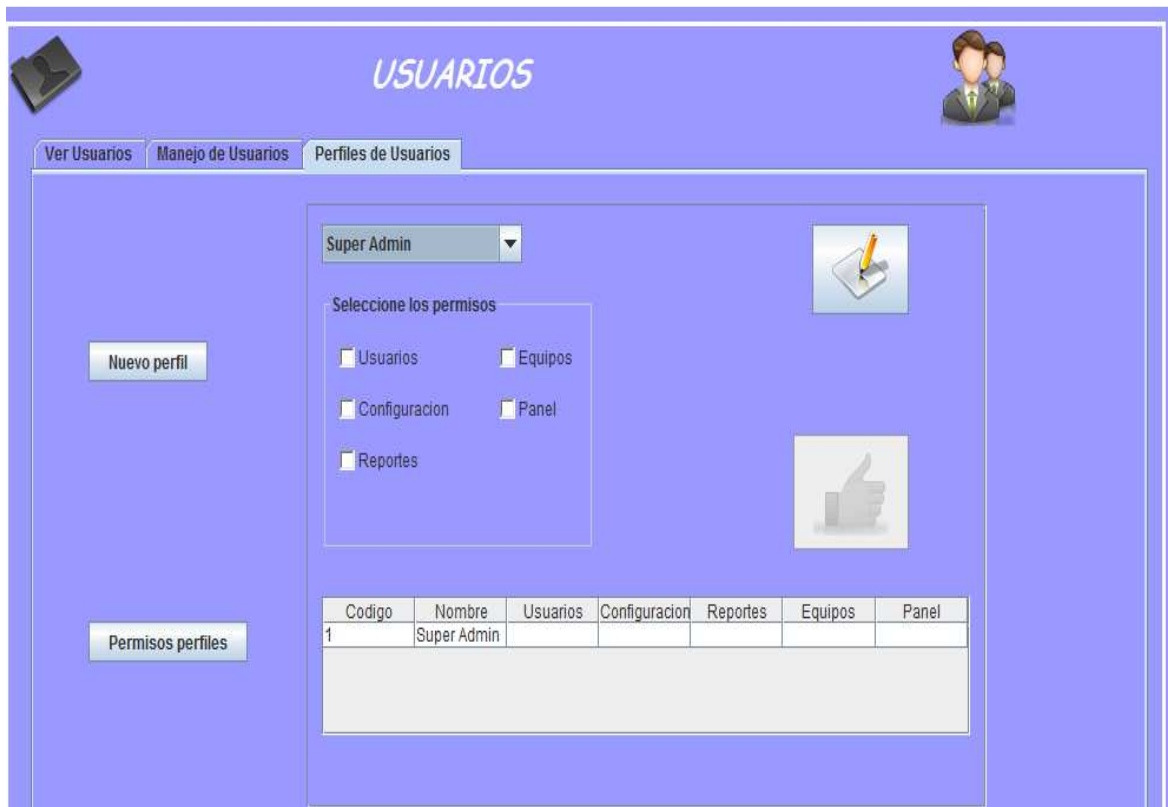 USUARIOS
Ver Usuarios Manejo de Usuarios Perfiles de Usuarios
Super Admin
Seleccione los permisos
Usuarios Equipos
Nuevo perfil
Configuracion Panel
Reportes
Codigo Nombre Usuarios Configuracion Reportes Equipos Panel
1 Super Admin
Permisos perfiles